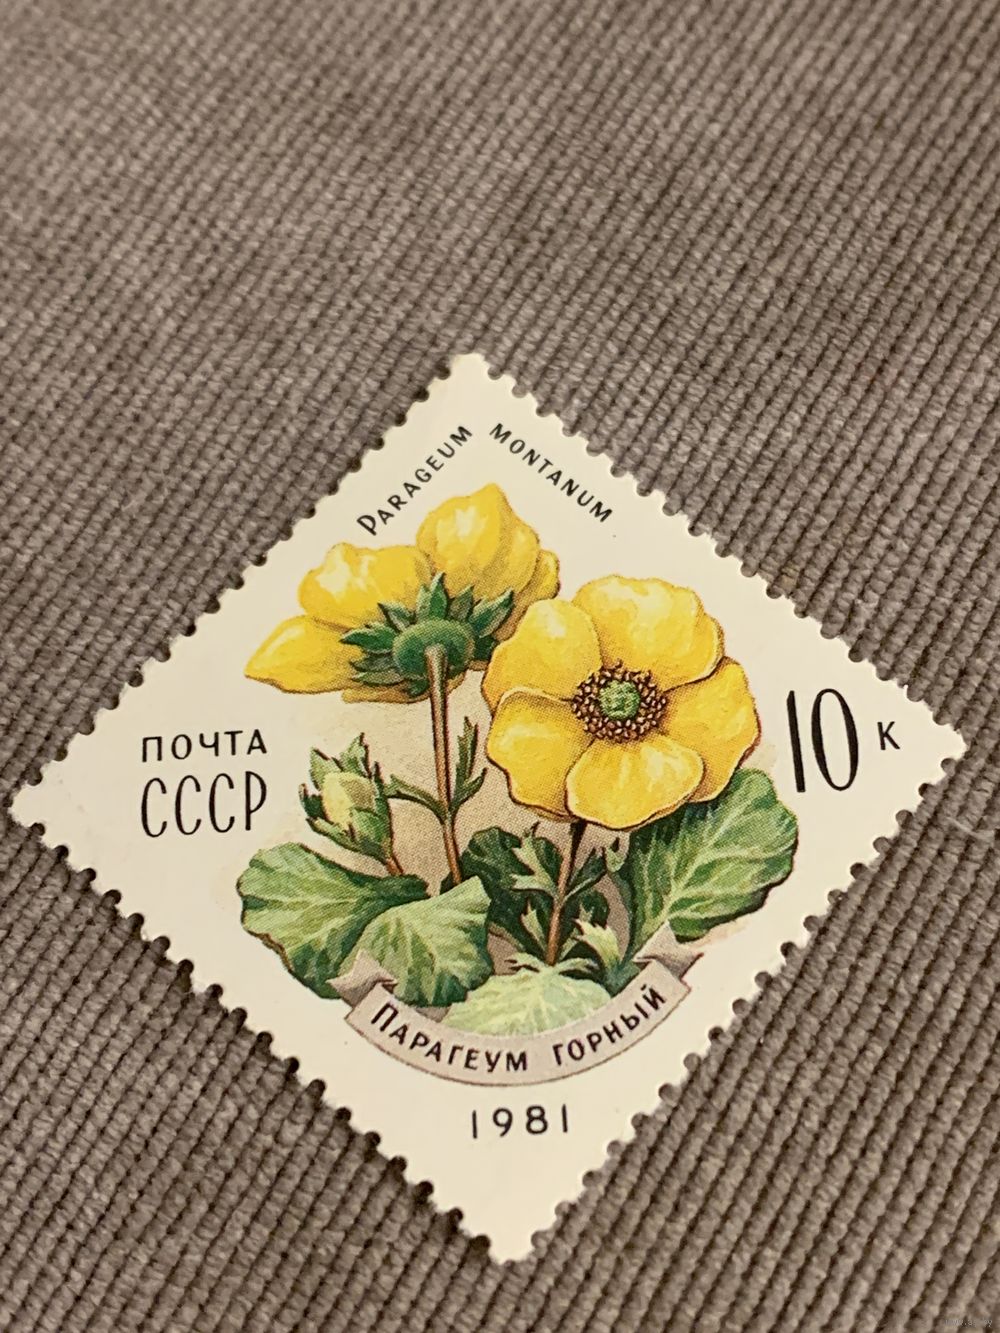 PARAGEUM MONTANUM
ПОЧТА
СССР
10 К
ПАРАГЕУМ ГОРНЫЙ
1981